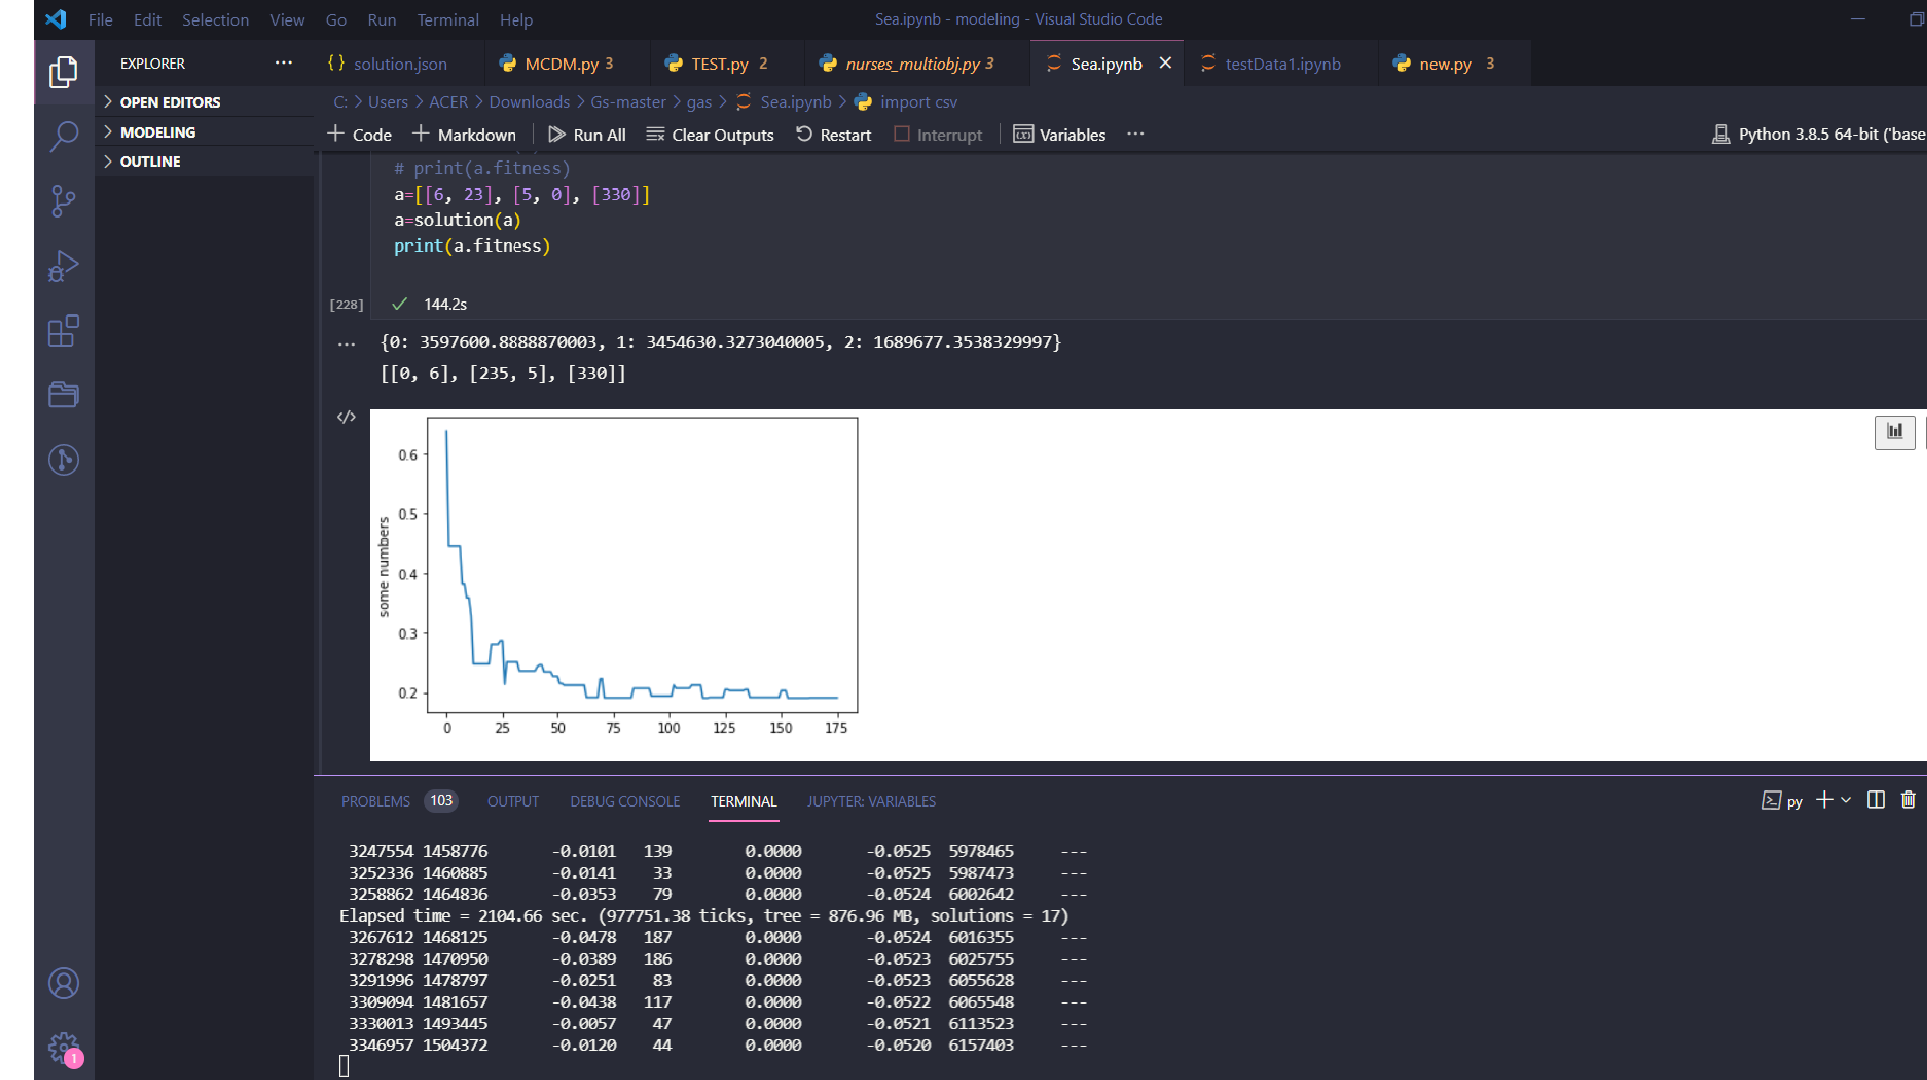 File Edit Selection View Go Run Terminal Help Sea.ipynb - modeling - Visual Studio Code
EXPLORER ... {} solution.json MCDM.py 3 TEST.py 2 nurses_multiobj.py 3 Sea.ipynb testData1.ipynb new.py 3
OPEN EDITORS
MODELING
OUTLINE
C: > Users > ACER > Downloads > Gs-master > gas > Sea.ipynb > import csv
+ Code + Markdown Run All Clear Outputs Restart Interrupt Variables ... Python 3.8.5 64-bit ('base
# print(a.fitness)
a=[[6, 23], [5, 0], [330]]
a=solution(a)
print(a.fitness)
[228] ✓ 144.2s
... {0: 3597600.8888870003, 1: 3454630.3273040005, 2: 1689677.3538329997}
[[0, 6], [235, 5], [330]]
</>
0.6
0.5
0.4
0.3
0.2
some numbers
0 25 50 75 100 125 150 175
PROBLEMS 103 OUTPUT DEBUG CONSOLE TERMINAL JUPYTER: VARIABLES py
3247554 1458776 -0.0101 139 0.0000 -0.0525 5978465 ---
3252336 1460885 -0.0141 33 0.0000 -0.0525 5987473 ---
3258862 1464836 -0.0353 79 0.0000 -0.0524 6002642 ---
Elapsed time = 2104.66 sec. (977751.38 ticks, tree = 876.96 MB, solutions = 17)
3267612 1468125 -0.0478 187 0.0000 -0.0524 6016355 ---
3278298 1470950 -0.0389 186 0.0000 -0.0523 6025755 ---
3291996 1478797 -0.0251 83 0.0000 -0.0523 6055628 ---
3309094 1481657 -0.0438 117 0.0000 -0.0522 6065548 ---
3330013 1493445 -0.0057 47 0.0000 -0.0521 6113523 ---
3346957 1504372 -0.0120 44 0.0000 -0.0520 6157403 ---
1